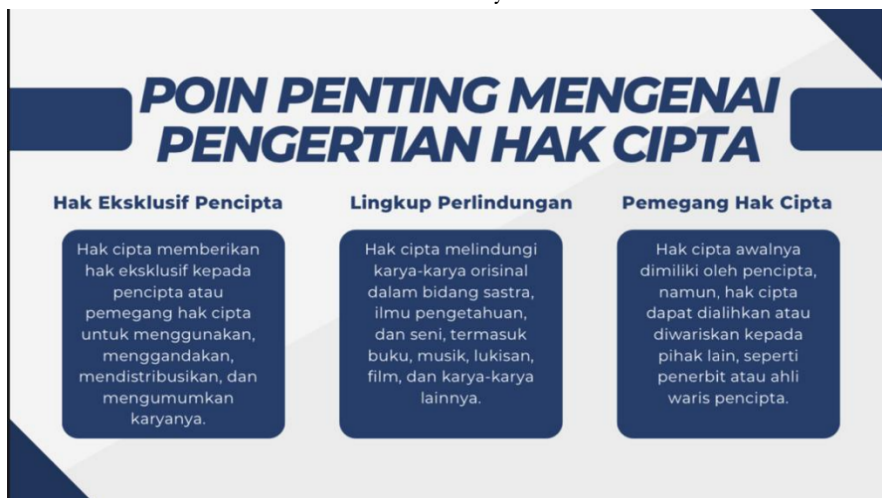 POIN PENTING MENGENAI
PENGERTIAN HAK CIPTA
Hak Eksklusif Pencipta
Hak cipta memberikan
hak eksklusif kepada
pencipta atau
pemegang hak cipta
untuk menggunakan,
menggandakan,
mendistribusikan, dan
mengumumkan
karyanya.
Lingkup Perlindungan
Hak cipta melindungi
karya-karya orisinal
dalam bidang sastra,
ilmu pengetahuan,
dan seni, termasuk
buku, musik, lukisan,
film, dan karya-karya
lainnya.
Pemegang Hak Cipta
Hak cipta awalnya
dimiliki oleh pencipta,
namun, hak cipta
dapat dialihkan atau
diwariskan kepada
pihak lain, seperti
penerbit atau ahli
waris pencipta.